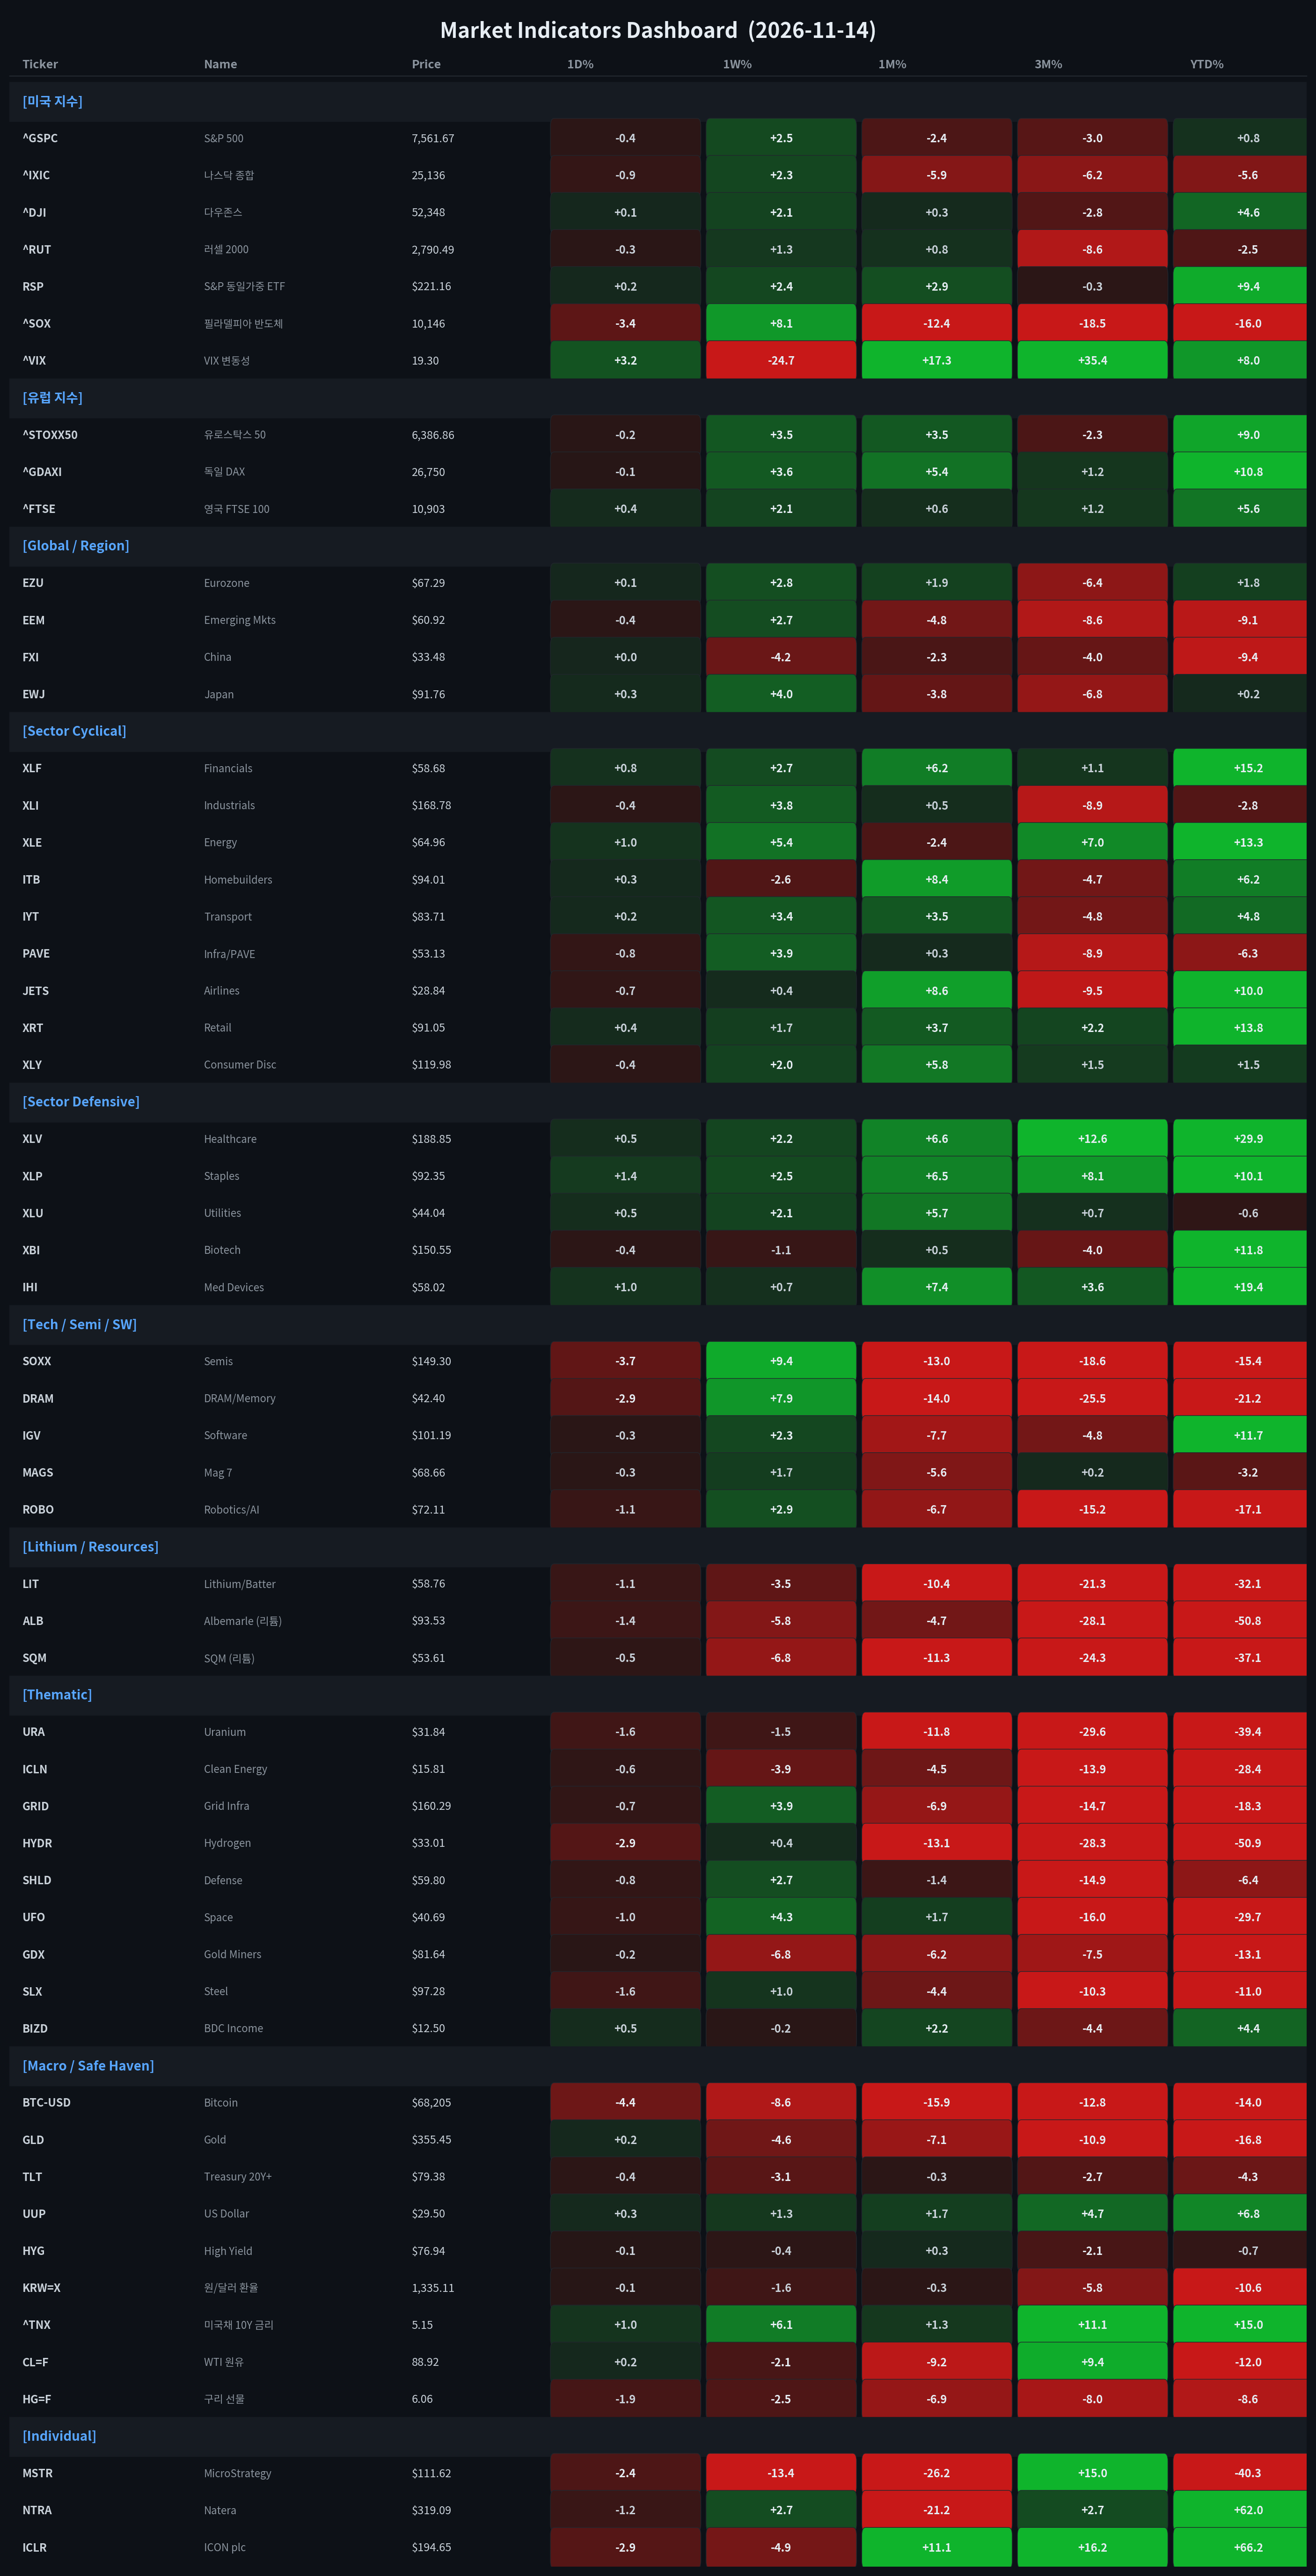 Market Indicators Dashboard (2026-11-14)
Ticker Name Price 1D% 1W% 1M% 3M% YTD%
[미국 지수]
^GSPC S&P 500 7,561.67 -0.4 +2.5 -2.4 -3.0 +0.8
^IXIC 나스닥 종합 25,136 -0.9 +2.3 -5.9 -6.2 -5.6
^DJI 다우존스 52,348 +0.1 +2.1 +0.3 -2.8 +4.6
^RUT 러셀 2000 2,790.49 -0.3 +1.3 +0.8 -8.6 -2.5
RSP S&P 동일가중 ETF $221.16 +0.2 +2.4 +2.9 -0.3 +9.4
^SOX 필라델피아 반도체 10,146 -3.4 +8.1 -12.4 -18.5 -16.0
^VIX VIX 변동성 19.30 +3.2 -24.7 +17.3 +35.4 +8.0
[유럽 지수]
^STOXX50 유로스탁스 50 6,386.86 -0.2 +3.5 +3.5 -2.3 +9.0
^GDAXI 독일 DAX 26,750 -0.1 +3.6 +5.4 +1.2 +10.8
^FTSE 영국 FTSE 100 10,903 +0.4 +2.1 +0.6 +1.2 +5.6
[Global / Region]
EZU Eurozone $67.29 +0.1 +2.8 +1.9 -6.4 +1.8
EEM Emerging Mkts $60.92 -0.4 +2.7 -4.8 -8.6 -9.1
FXI China $33.48 +0.0 -4.2 -2.3 -4.0 -9.4
EWJ Japan $91.76 +0.3 +4.0 -3.8 -6.8 +0.2
[Sector Cyclical]
XLF Financials $58.68 +0.8 +2.7 +6.2 +1.1 +15.2
XLI Industrials $168.78 -0.4 +3.8 +0.5 -8.9 -2.8
XLE Energy $64.96 +1.0 +5.4 -2.4 +7.0 +13.3
ITB Homebuilders $94.01 +0.3 -2.6 +8.4 -4.7 +6.2
IYT Transport $83.71 +0.2 +3.4 +3.5 -4.8 +4.8
PAVE Infra/PAVE $53.13 -0.8 +3.9 +0.3 -8.9 -6.3
JETS Airlines $28.84 -0.7 +0.4 +8.6 -9.5 +10.0
XRT Retail $91.05 +0.4 +1.7 +3.7 +2.2 +13.8
XLY Consumer Disc $119.98 -0.4 +2.0 +5.8 +1.5 +1.5
[Sector Defensive]
XLV Healthcare $188.85 +0.5 +2.2 +6.6 +12.6 +29.9
XLP Staples $92.35 +1.4 +2.5 +6.5 +8.1 +10.1
XLU Utilities $44.04 +0.5 +2.1 +5.7 +0.7 -0.6
XBI Biotech $150.55 -0.4 -1.1 +0.5 -4.0 +11.8
IHI Med Devices $58.02 +1.0 +0.7 +7.4 +3.6 +19.4
[Tech / Semi / SW]
SOXX Semis $149.30 -3.7 +9.4 -13.0 -18.6 -15.4
DRAM DRAM/Memory $42.40 -2.9 +7.9 -14.0 -25.5 -21.2
IGV Software $101.19 -0.3 +2.3 -7.7 -4.8 +11.7
MAGS Mag 7 $68.66 -0.3 +1.7 -5.6 +0.2 -3.2
ROBO Robotics/AI $72.11 -1.1 +2.9 -6.7 -15.2 -17.1
[Lithium / Resources]
LIT Lithium/Batter $58.76 -1.1 -3.5 -10.4 -21.3 -32.1
ALB Albemarle (리튬) $93.53 -1.4 -5.8 -4.7 -28.1 -50.8
SQM SQM (리튬) $53.61 -0.5 -6.8 -11.3 -24.3 -37.1
[Thematic]
URA Uranium $31.84 -1.6 -1.5 -11.8 -29.6 -39.4
ICLN Clean Energy $15.81 -0.6 -3.9 -4.5 -13.9 -28.4
GRID Grid Infra $160.29 -0.7 +3.9 -6.9 -14.7 -18.3
HYDR Hydrogen $33.01 -2.9 +0.4 -13.1 -28.3 -50.9
SHLD Defense $59.80 -0.8 +2.7 -1.4 -14.9 -6.4
UFO Space $40.69 -1.0 +4.3 +1.7 -16.0 -29.7
GDX Gold Miners $81.64 -0.2 -6.8 -6.2 -7.5 -13.1
SLX Steel $97.28 -1.6 +1.0 -4.4 -10.3 -11.0
BIZD BDC Income $12.50 +0.5 -0.2 +2.2 -4.4 +4.4
[Macro / Safe Haven]
BTC-USD Bitcoin $68,205 -4.4 -8.6 -15.9 -12.8 -14.0
GLD Gold $355.45 +0.2 -4.6 -7.1 -10.9 -16.8
TLT Treasury 20Y+ $79.38 -0.4 -3.1 -0.3 -2.7 -4.3
UUP US Dollar $29.50 +0.3 +1.3 +1.7 +4.7 +6.8
HYG High Yield $76.94 -0.1 -0.4 +0.3 -2.1 -0.7
KRW=X 원/달러 환율 1,335.11 -0.1 -1.6 -0.3 -5.8 -10.6
^TNX 미국채 10Y 금리 5.15 +1.0 +6.1 +1.3 +11.1 +15.0
CL=F WTI 원유 88.92 +0.2 -2.1 -9.2 +9.4 -12.0
HG=F 구리 선물 6.06 -1.9 -2.5 -6.9 -8.0 -8.6
[Individual]
MSTR MicroStrategy $111.62 -2.4 -13.4 -26.2 +15.0 -40.3
NTRA Natera $319.09 -1.2 +2.7 -21.2 +2.7 +62.0
ICLR ICON plc $194.65 -2.9 -4.9 +11.1 +16.2 +66.2